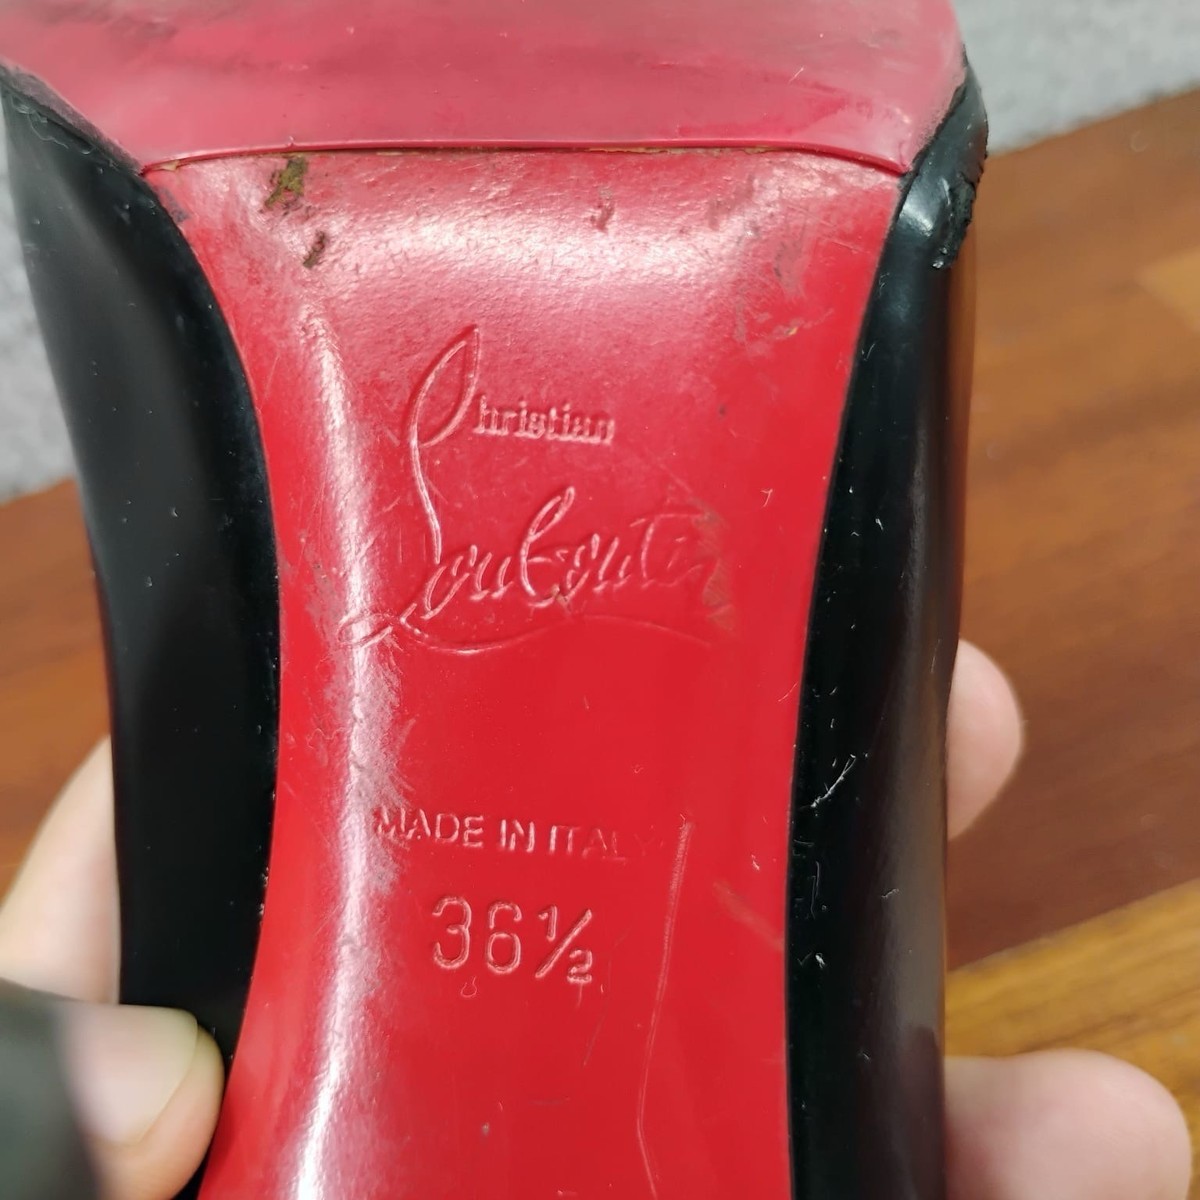 Christian
Louboutin
MADE IN ITALY
36½